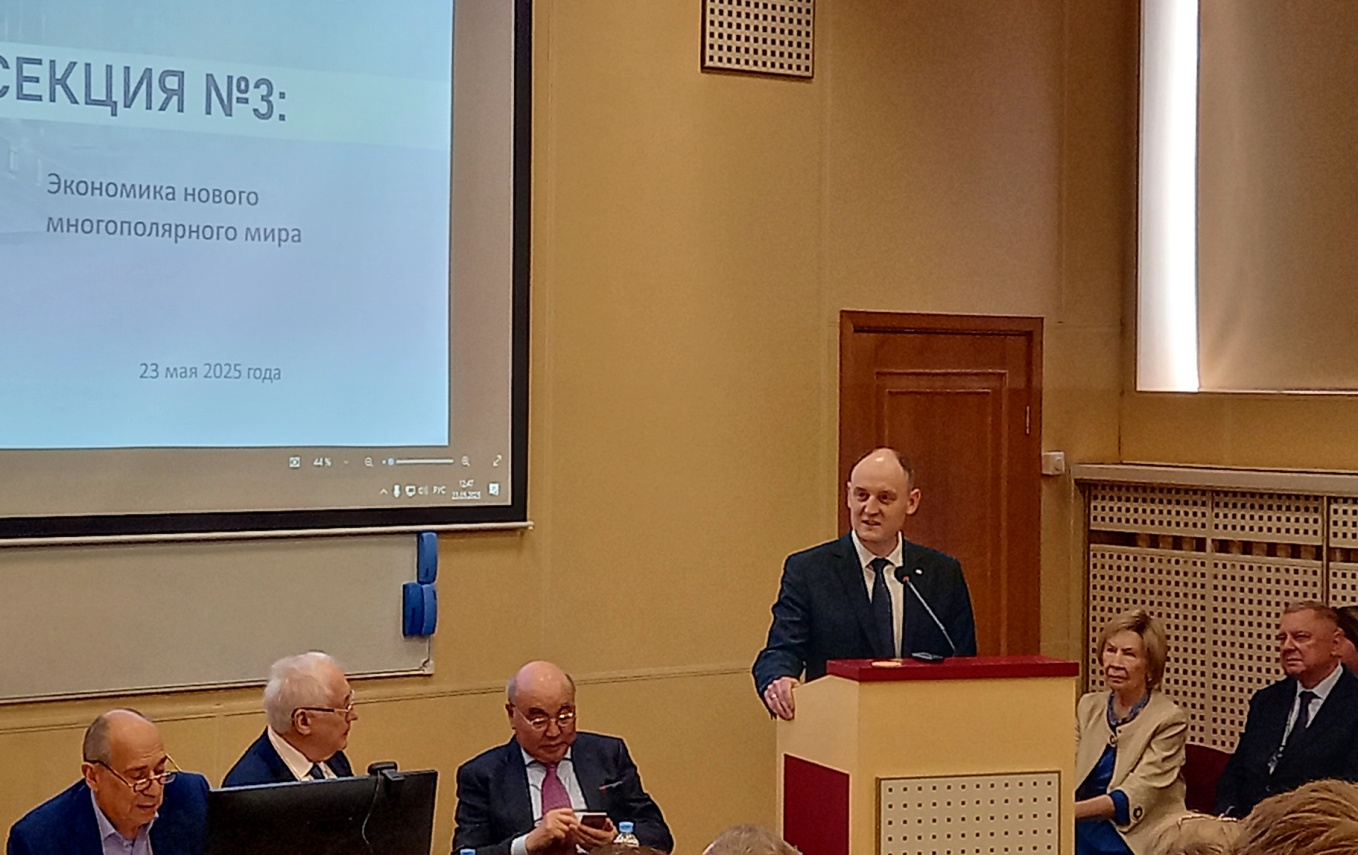 СЕКЦИЯ №3:
Экономика нового
многополярного мира
23 мая 2025 года
44 %
РУС
12:47
23.05.2025